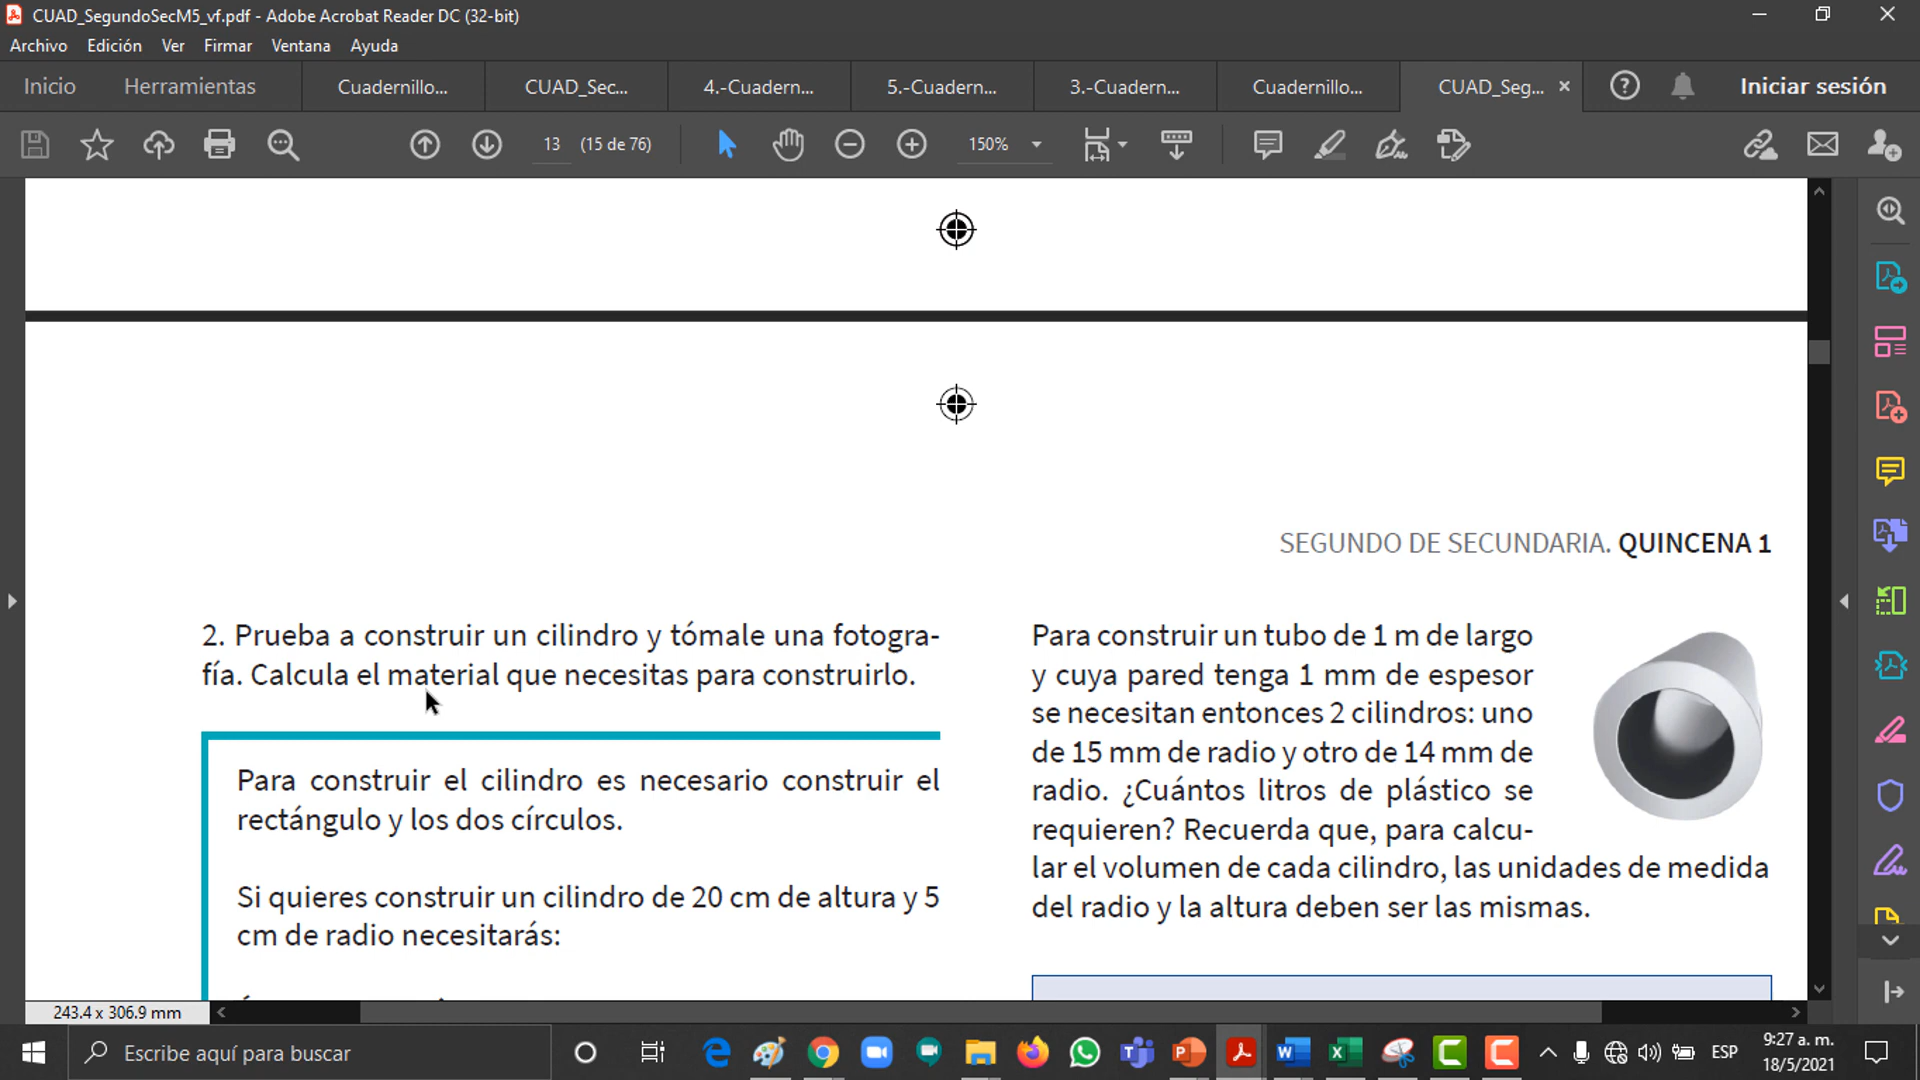 CUAD_SegundoSecM5_vf.pdf - Adobe Acrobat Reader DC (32-bit)
Archivo Edición Ver Firmar Ventana Ayuda
Inicio Herramientas Cuadernillo... CUAD_Sec... 4.-Cuadern... 5.-Cuadern... 3.-Cuadern... Cuadernillo... CUAD_Seg... Iniciar sesión
13 (15 de 76) 150%
SEGUNDO DE SECUNDARIA. QUINCENA 1
2. Prueba a construir un cilindro y tómale una fotogra-
fía. Calcula el material que necesitas para construirlo.
Para construir el cilindro es necesario construir el
rectángulo y los dos círculos.
Si quieres construir un cilindro de 20 cm de altura y 5
cm de radio necesitarás:
Para construir un tubo de 1 m de largo
y cuya pared tenga 1 mm de espesor
se necesitan entonces 2 cilindros: uno
de 15 mm de radio y otro de 14 mm de
radio. ¿Cuántos litros de plástico se
requieren? Recuerda que, para calcu-
lar el volumen de cada cilindro, las unidades de medida
del radio y la altura deben ser las mismas.
243.4 x 306.9 mm
Escribe aquí para buscar
ESP
9:27 a. m.
18/5/2021